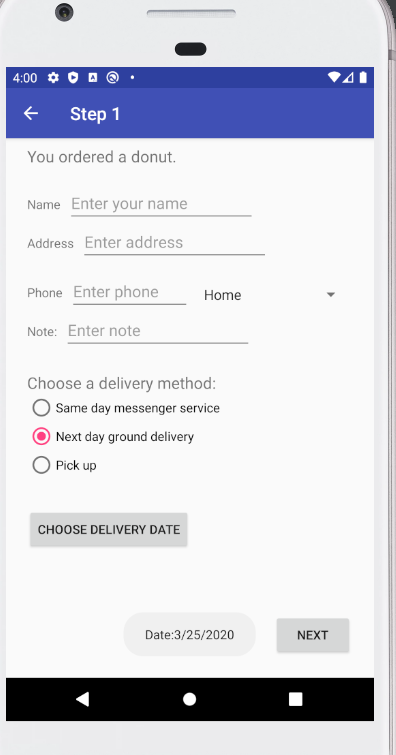 4:00
Step 1
You ordered a donut.
Name Enter your name
Address Enter address
Phone Enter phone Home
Note: Enter note
Choose a delivery method:
Same day messenger service
Next day ground delivery
Pick up
CHOOSE DELIVERY DATE
Date:3/25/2020 NEXT